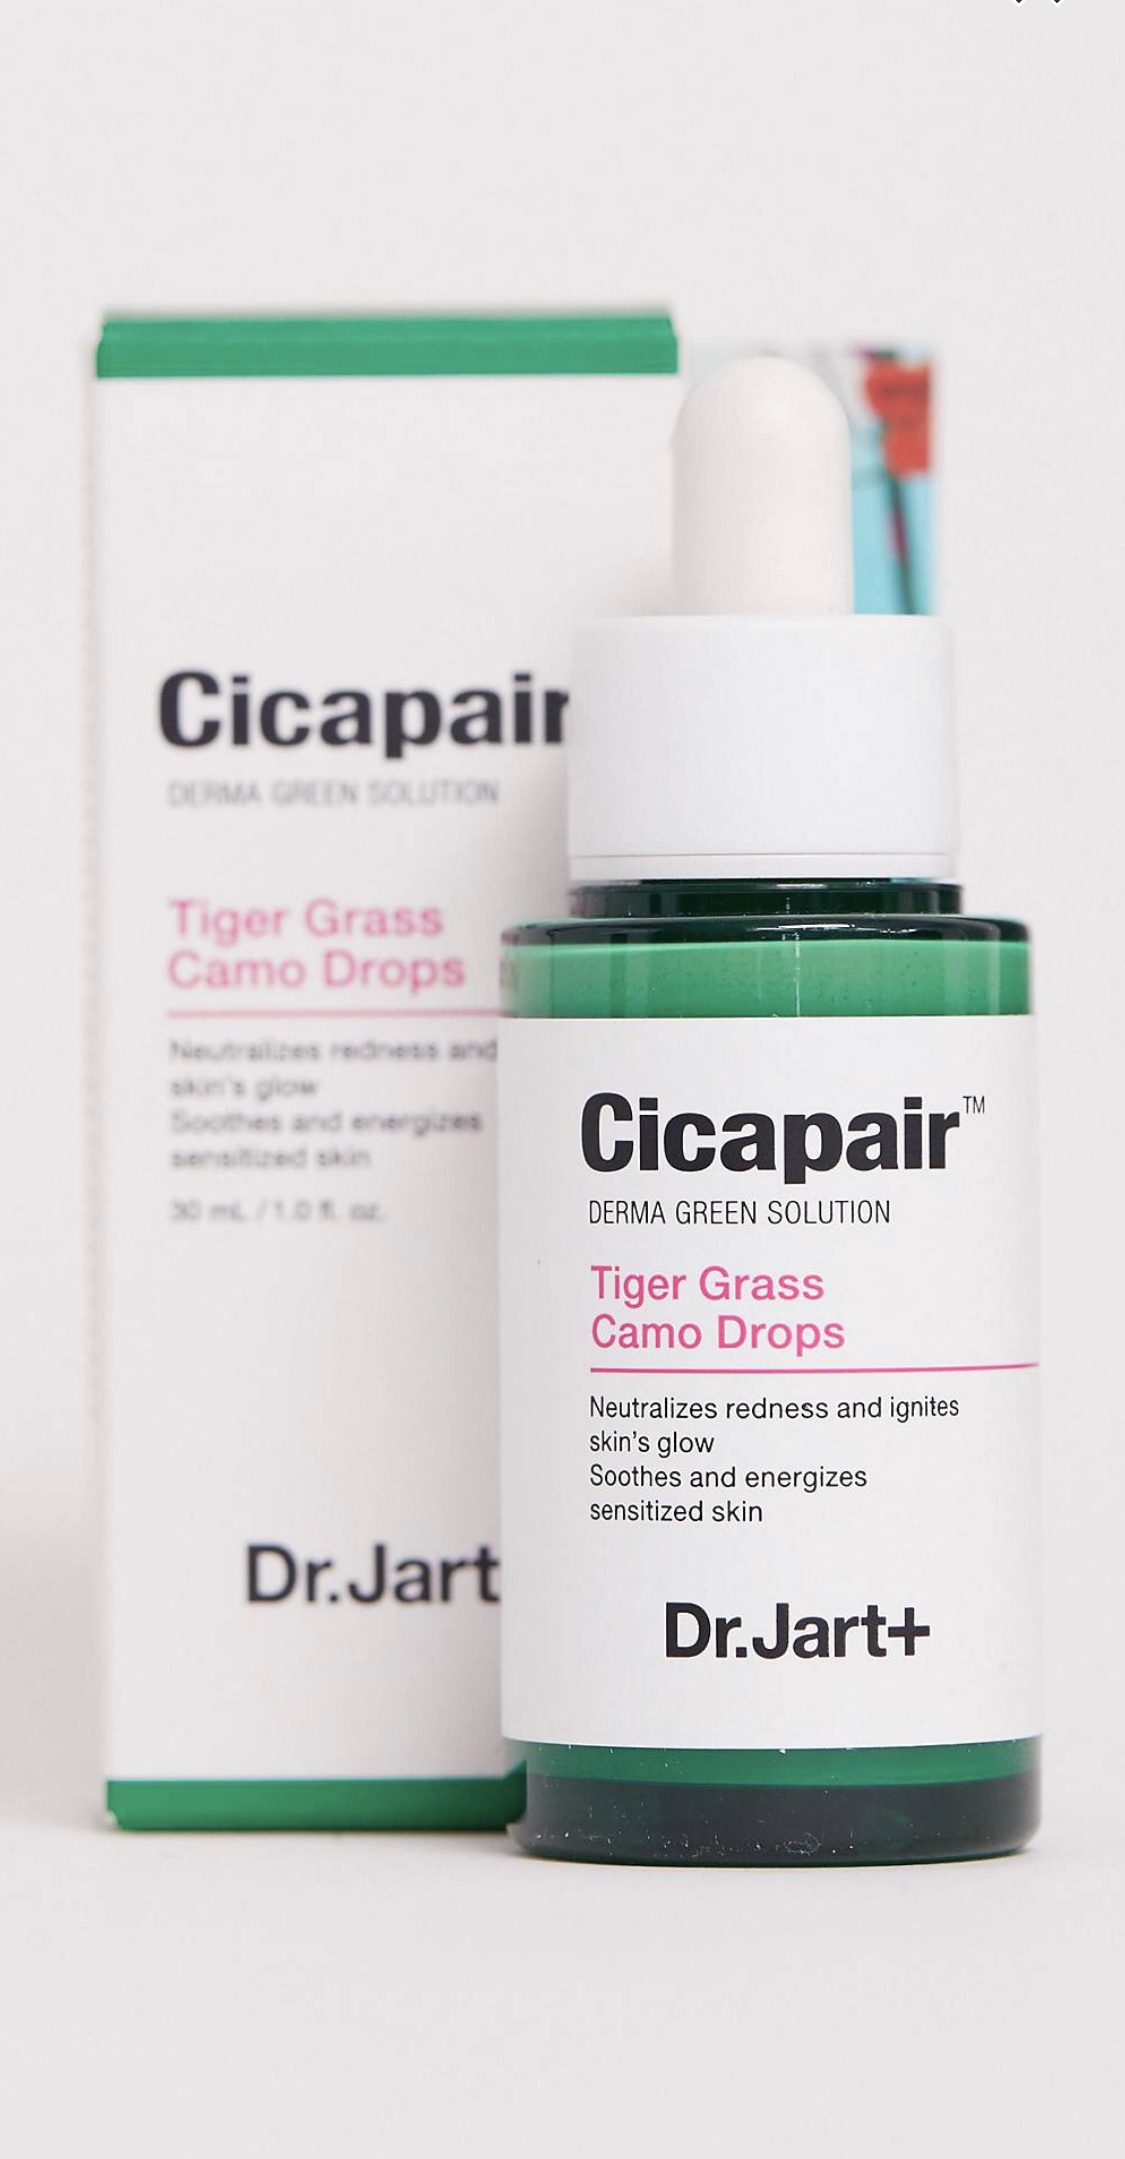 Cicapair
DERMA GREEN SOLUTION
Tiger Grass
Camo Drops
Neutralizes redness and
skin's glow
Soothes and energizes
sensitized skin
30 mL / 1.0 fl. oz.
Dr.Jart
Cicapair™
DERMA GREEN SOLUTION
Tiger Grass
Camo Drops
Neutralizes redness and ignites
skin's glow
Soothes and energizes
sensitized skin
Dr.Jart+